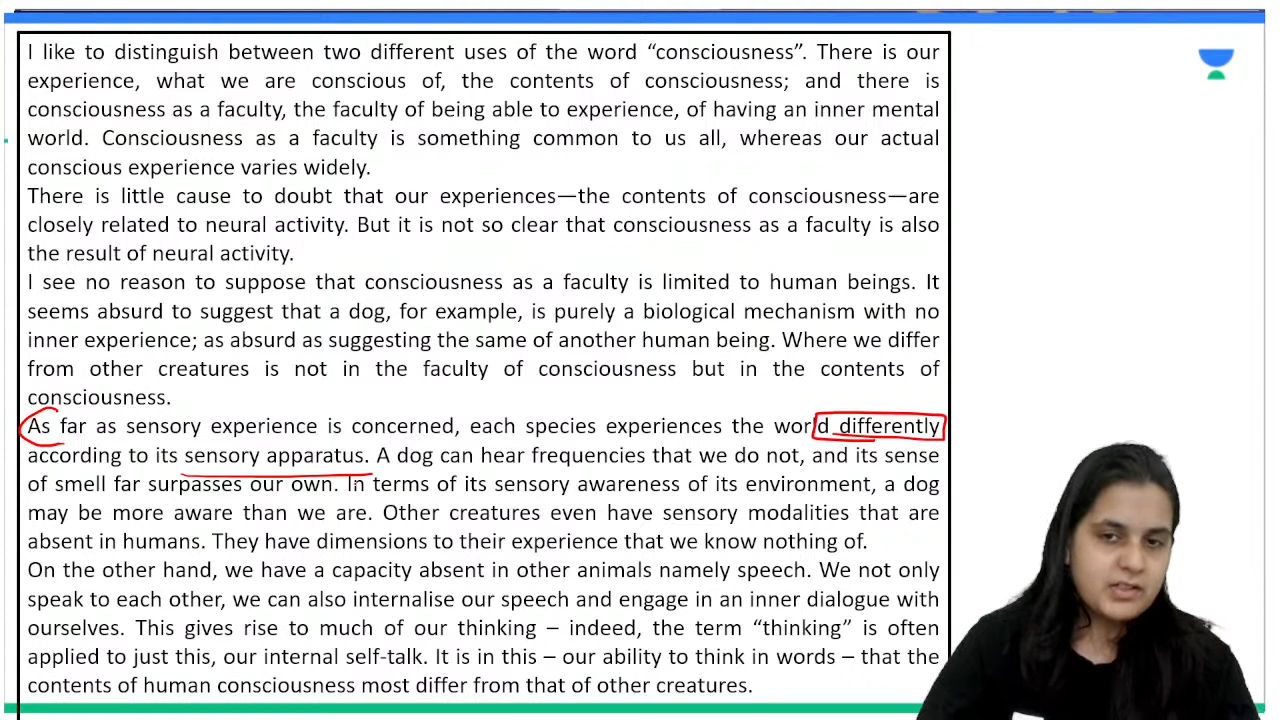 I like to distinguish between two different uses of the word “consciousness”. There is our
experience, what we are conscious of, the contents of consciousness; and there is
consciousness as a faculty, the faculty of being able to experience, of having an inner mental
world. Consciousness as a faculty is something common to us all, whereas our actual
conscious experience varies widely.
There is little cause to doubt that our experiences—the contents of consciousness—are
closely related to neural activity. But it is not so clear that consciousness as a faculty is also
the result of neural activity.
I see no reason to suppose that consciousness as a faculty is limited to human beings. It
seems absurd to suggest that a dog, for example, is purely a biological mechanism with no
inner experience; as absurd as suggesting the same of another human being. Where we differ
from other creatures is not in the faculty of consciousness but in the contents of
consciousness.
As far as sensory experience is concerned, each species experiences the world differently
according to its sensory apparatus. A dog can hear frequencies that we do not, and its sense
of smell far surpasses our own. In terms of its sensory awareness of its environment, a dog
may be more aware than we are. Other creatures even have sensory modalities that are
absent in humans. They have dimensions to their experience that we know nothing of.
On the other hand, we have a capacity absent in other animals namely speech. We not only
speak to each other, we can also internalise our speech and engage in an inner dialogue with
ourselves. This gives rise to much of our thinking – indeed, the term “thinking” is often
applied to just this, our internal self-talk. It is in this – our ability to think in words – that the
contents of human consciousness most differ from that of other creatures.